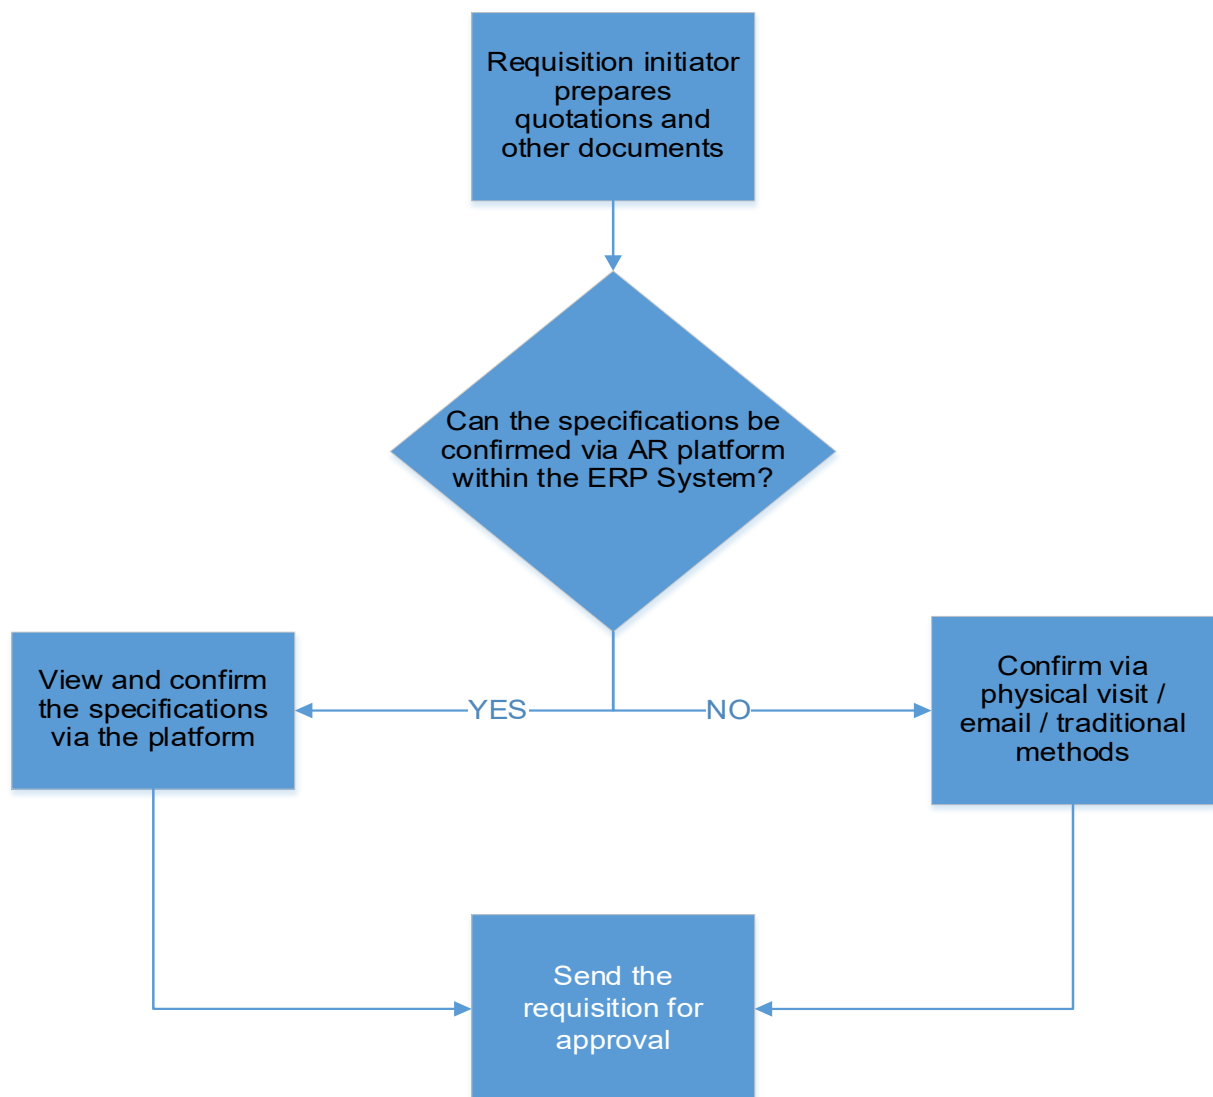 Requisition initiator
prepares
quotations and
other documents
Can the specifications be
confirmed via AR platform
within the ERP System?
YES
NO
View and confirm
the specifications
via the platform
Confirm via
physical visit /
email / traditional
methods
Send the
requisition for
approval